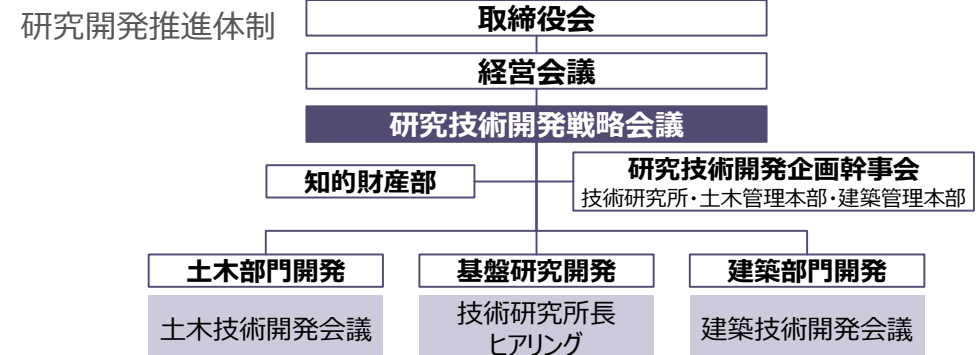 研究開発推進体制
取締役会
経営会議
研究技術開発戦略会議
知的財産部
研究技術開発企画幹事会
技術研究所・土木管理本部・建築管理本部
土木部門開発
基盤研究開発
建築部門開発
土木技術開発会議
技術研究所長
ヒアリング
建築技術開発会議